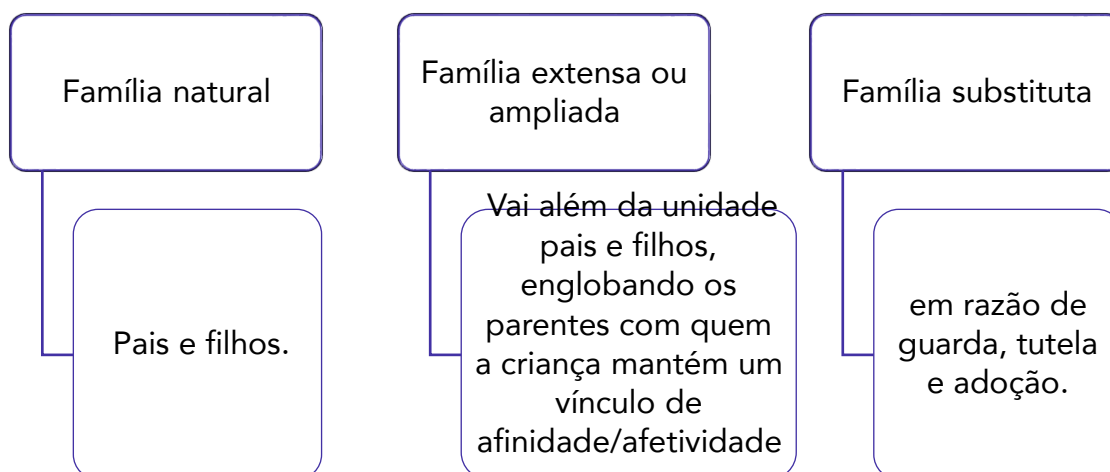 Família natural
Pais e filhos.
Família extensa ou
ampliada
Vai além da unidade
pais e filhos,
englobando os
parentes com quem
a criança mantém um
vínculo de
afinidade/afetividade
Família substituta
em razão de
guarda, tutela
e adoção.